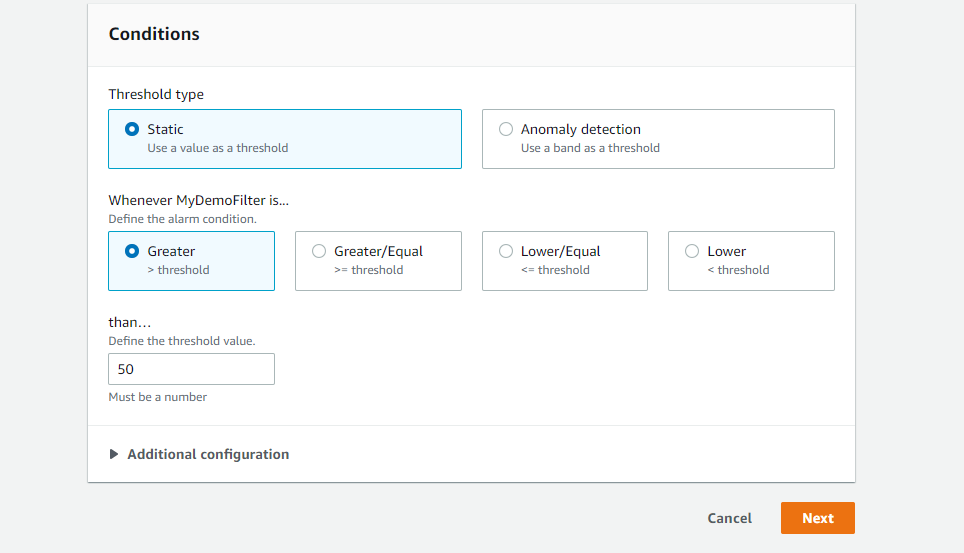 Conditions
Threshold type
Static
Use a value as a threshold
Anomaly detection
Use a band as a threshold
Whenever MyDemoFilter is...
Define the alarm condition.
Greater
> threshold
Greater/Equal
>= threshold
Lower/Equal
<= threshold
Lower
< threshold
than...
Define the threshold value.
50
Must be a number
Additional configuration
Cancel
Next